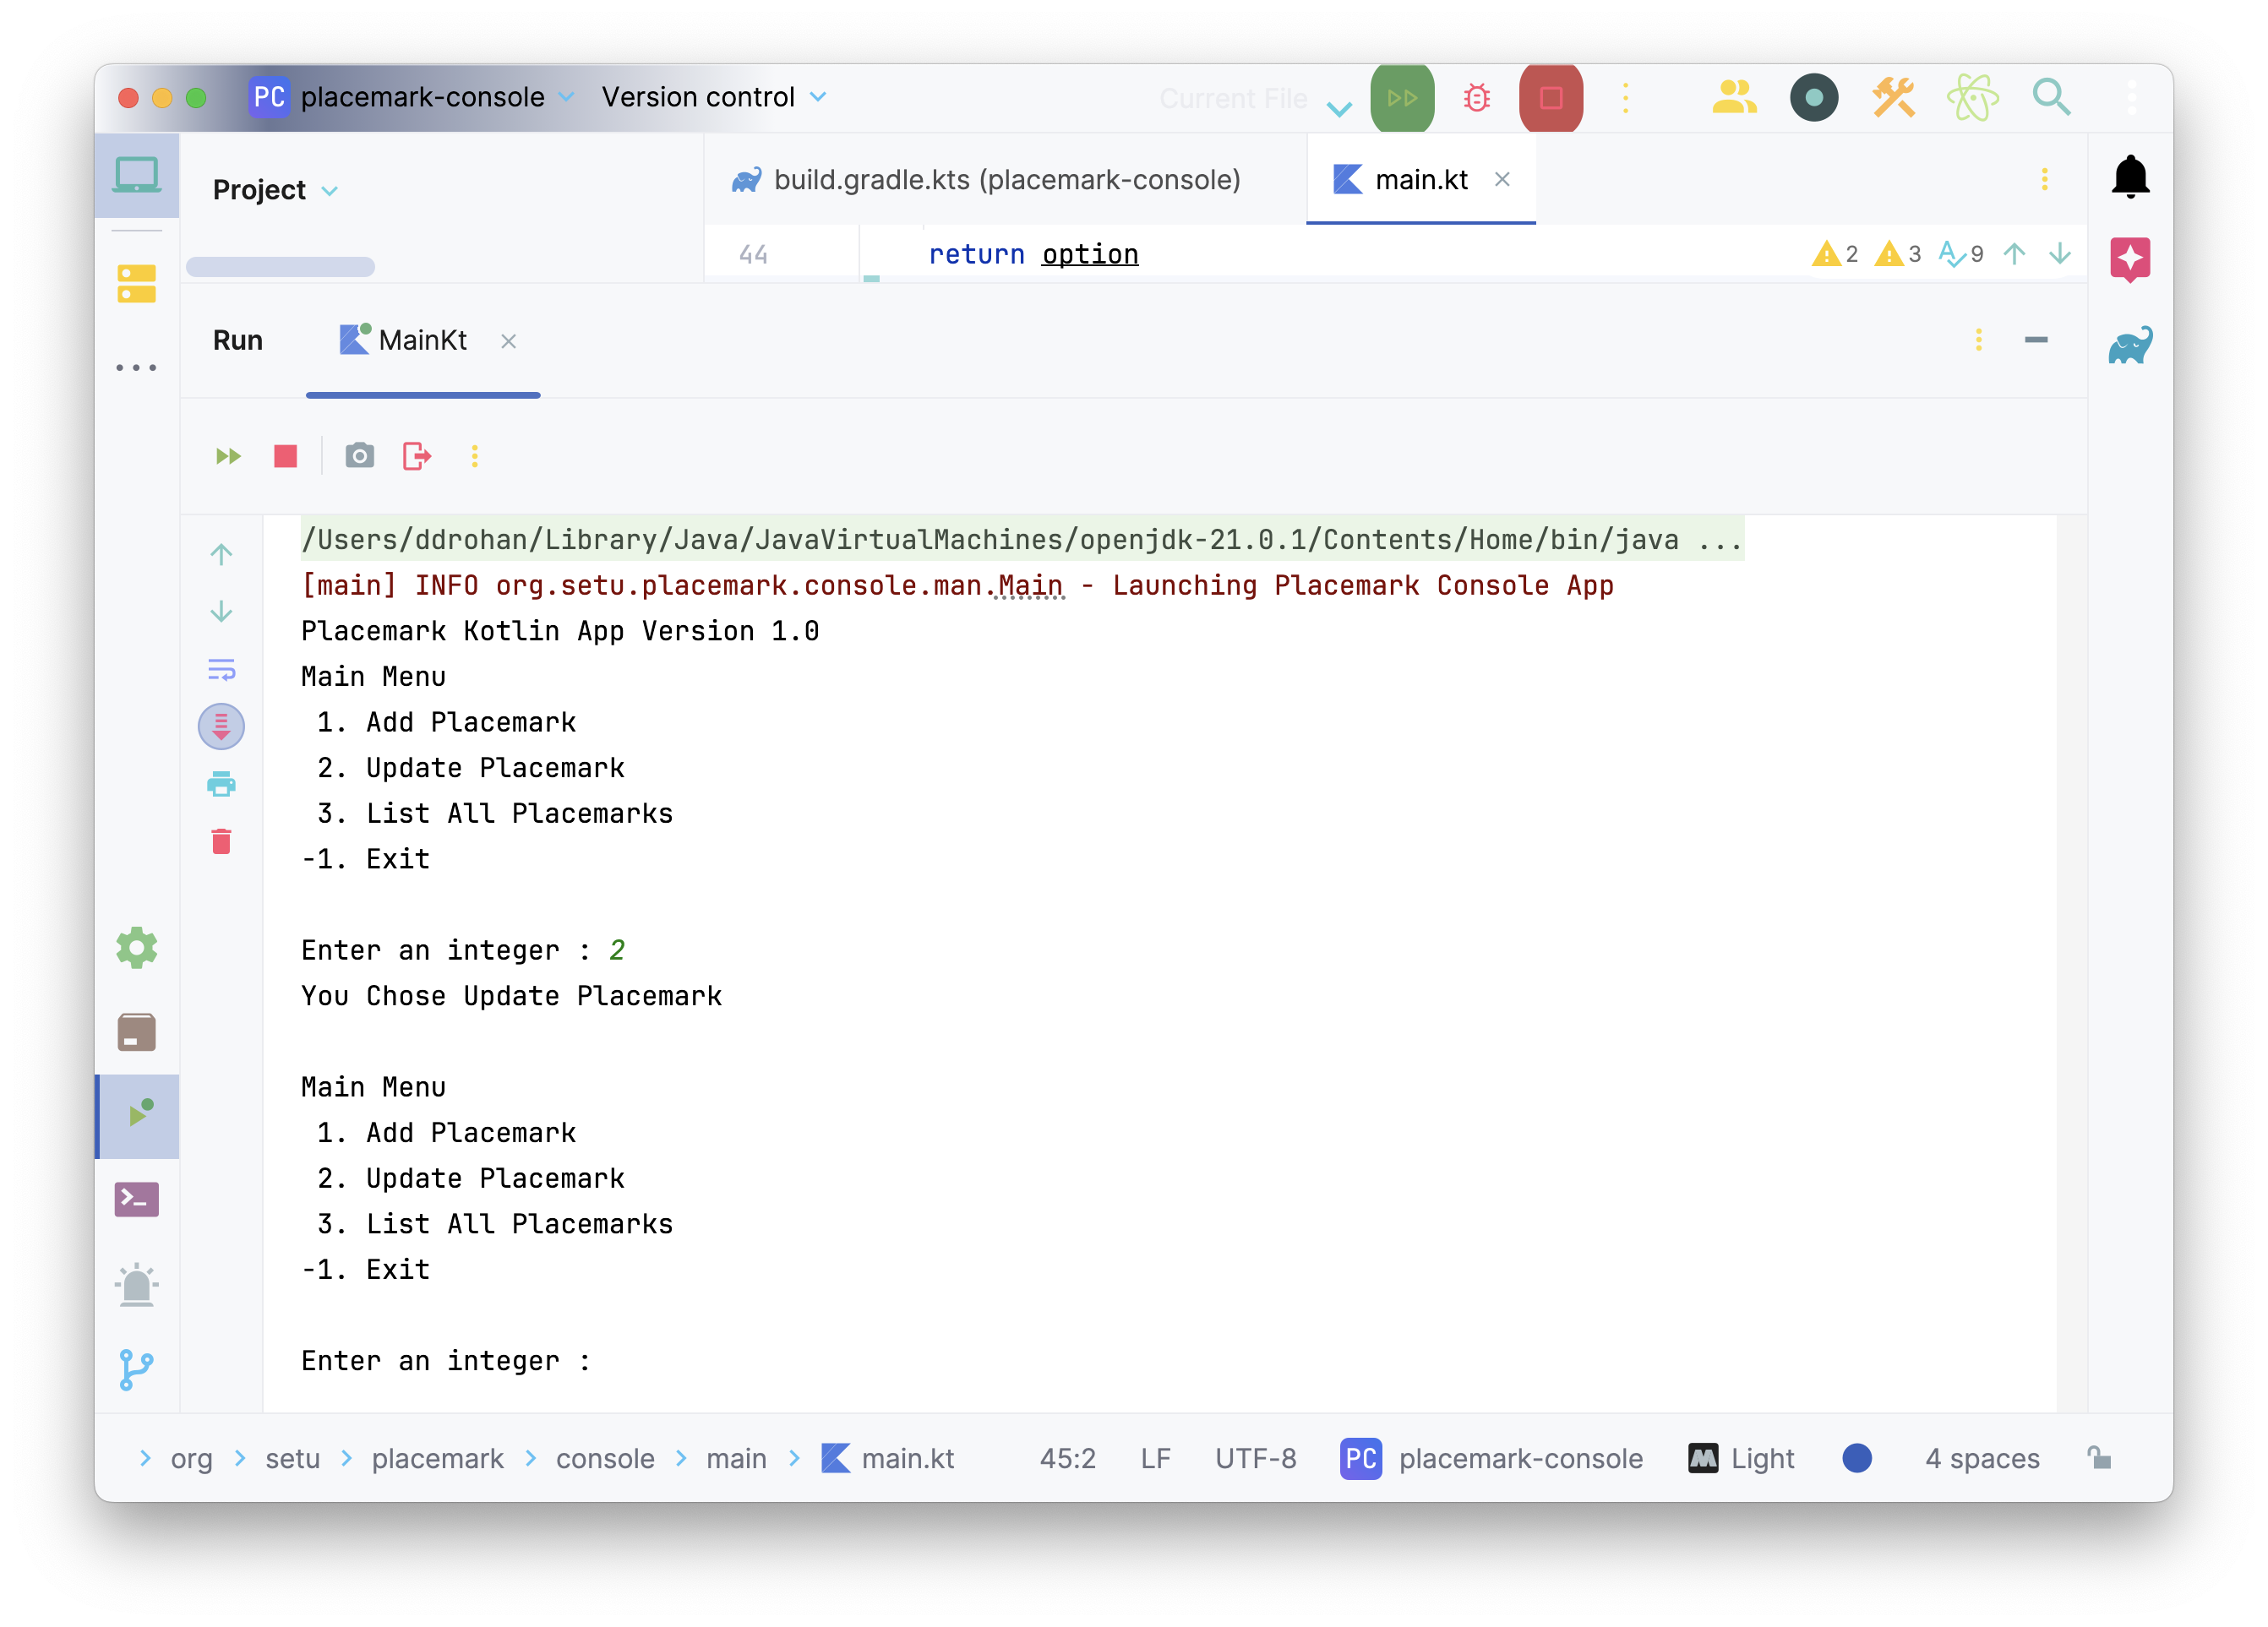 PC placemark-console Version control Current File
Project build.gradle.kts (placemark-console) main.kt
44 return option 2 3 9
Run MainKt
/Users/ddrohan/Library/Java/JavaVirtualMachines/openjdk-21.0.1/Contents/Home/bin/java ...
[main] INFO org.setu.placemark.console.man.Main - Launching Placemark Console App
Placemark Kotlin App Version 1.0
Main Menu
1. Add Placemark
2. Update Placemark
3. List All Placemarks
-1. Exit
Enter an integer : 2
You Chose Update Placemark
Main Menu
1. Add Placemark
2. Update Placemark
3. List All Placemarks
-1. Exit
Enter an integer :
org setu placemark console main main.kt 45:2 LF UTF-8 PC placemark-console Light 4 spaces